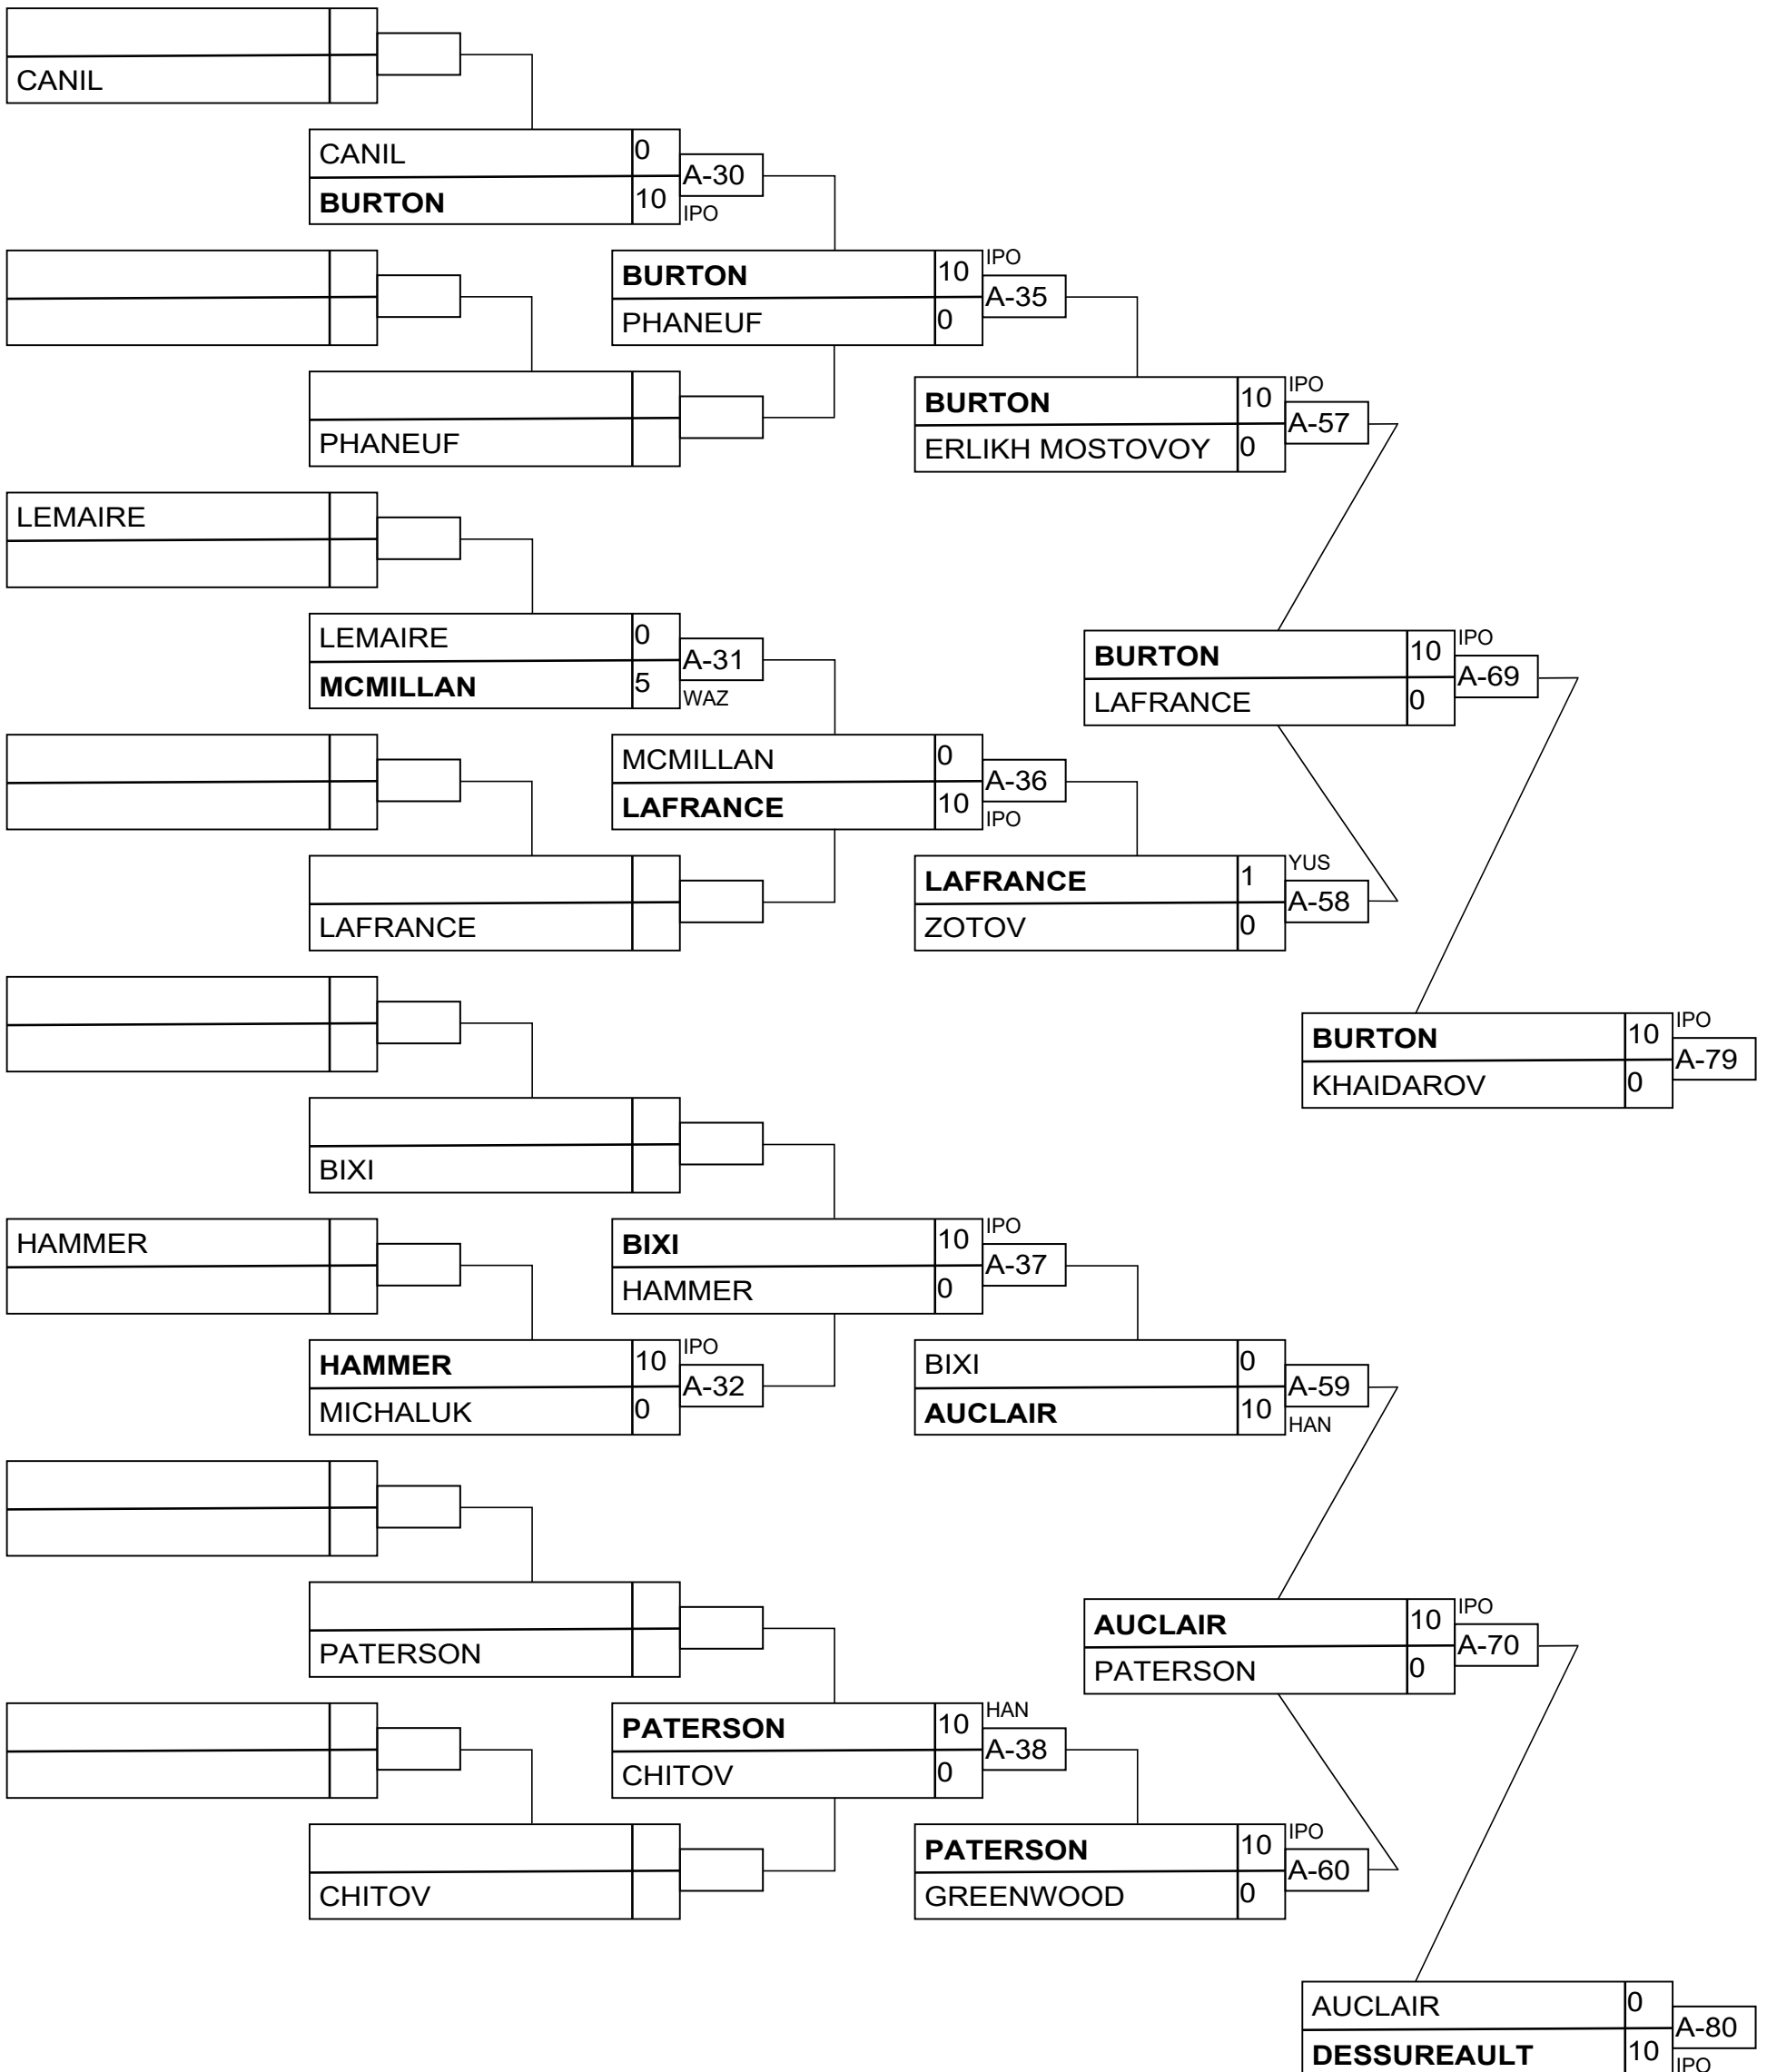 CANIL
CANIL 0
A-30
BURTON 10
IPO
BURTON 10
IPO
A-35
PHANEUF 0
PHANEUF
BURTON 10
IPO
A-57
ERLIKH MOSTOVOY 0
LEMAIRE
LEMAIRE 0
A-31
MCMILLAN 5
WAZ
BURTON 10
IPO
A-69
LAFRANCE 0
MCMILLAN 0
A-36
LAFRANCE 10
IPO
LAFRANCE
LAFRANCE 1
YUS
A-58
ZOTOV 0
BURTON 10
IPO
A-79
KHAIDAROV 0
BIXI
HAMMER
BIXI 10
IPO
A-37
HAMMER 0
HAMMER 10
IPO
A-32
MICHALUK 0
BIXI 0
A-59
AUCLAIR 10
HAN
PATERSON
AUCLAIR 10
IPO
A-70
PATERSON 0
PATERSON 10
HAN
A-38
CHITOV 0
CHITOV
PATERSON 10
IPO
A-60
GREENWOOD 0
AUCLAIR 0
A-80
DESSUREAULT 10
IPO